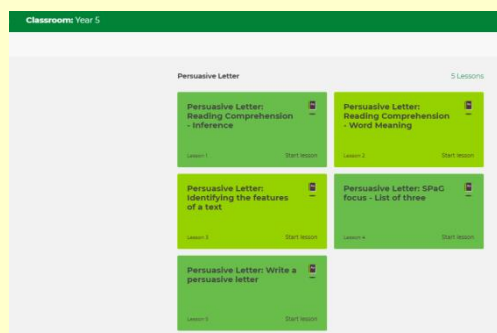 Classroom: Year 5
Persuasive Letter
5 Lessons
Persuasive Letter:
Reading Comprehension
- Inference
Lesson 1
Start lesson
Persuasive Letter:
Reading Comprehension
- Word Meaning
Lesson 2
Start lesson
Persuasive Letter:
Identifying the features
of a text
Lesson 3
Start lesson
Persuasive Letter: SPaG
focus - List of three
Lesson 4
Start lesson
Persuasive Letter: Write a
persuasive letter
Lesson 5
Start lesson